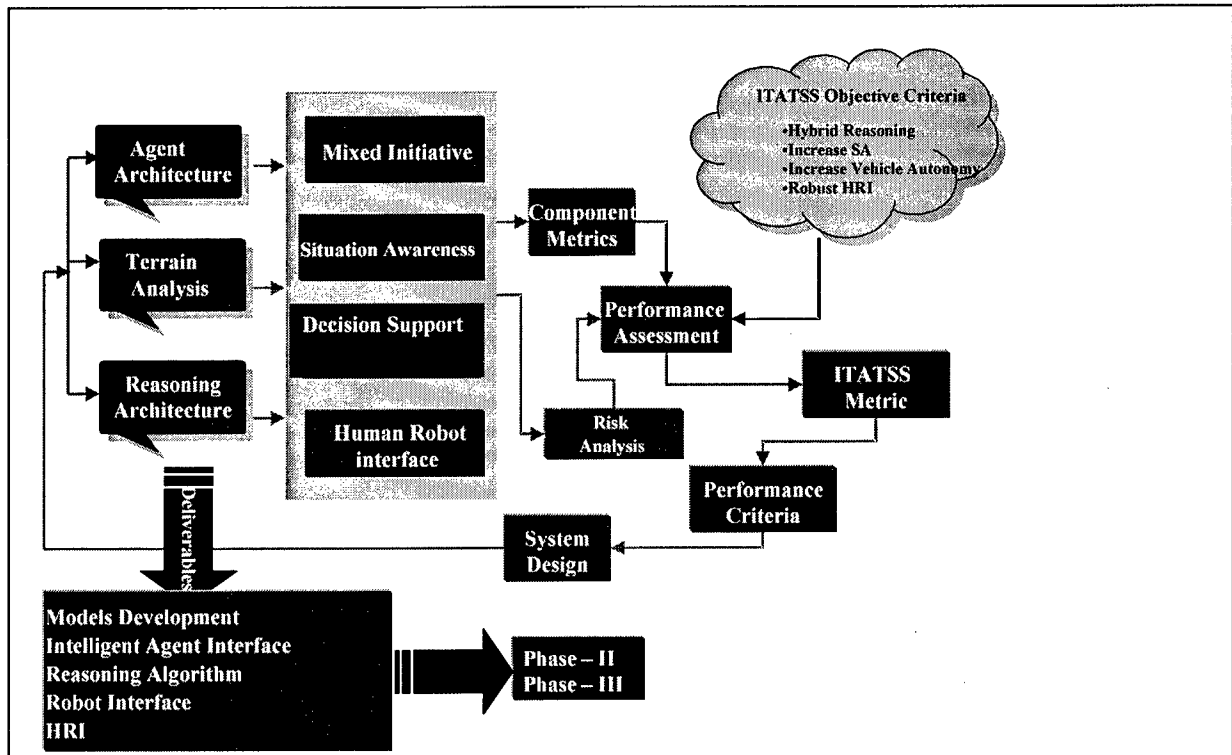 ITATSS Objective Criteria
•Hybrid Reasoning
•Increase SA
•Increase Vehicle Autonomy
•Robust HRI
Agent
Architecture
Terrain
Analysis
Reasoning
Architecture
Mixed Initiative
Situation Awareness
Decision Support
Human Robot
interface
Component
Metrics
Performance
Assessment
Risk
Analysis
ITATSS
Metric
Performance
Criteria
System
Design
Deliverables
Models Development
Intelligent Agent Interface
Reasoning Algorithm
Robot Interface
HRI
Phase – II
Phase – III